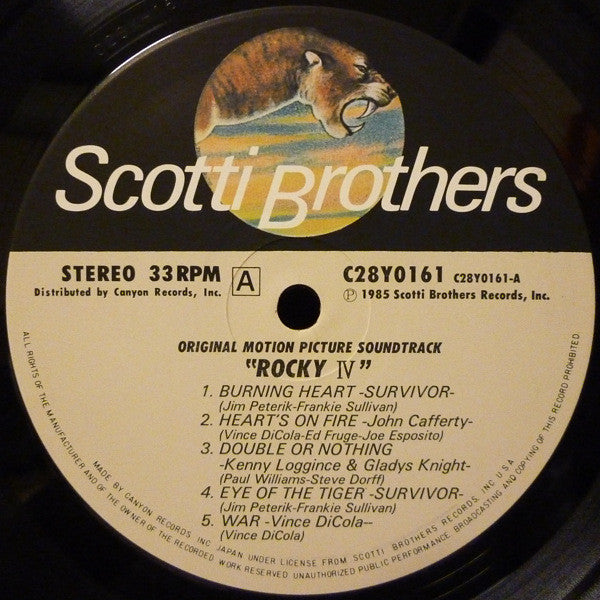 Scotti Brothers
STEREO 33 RPM A C28Y0161 C28Y0161-A
Distributed by Canyon Records, Inc. ℗ 1985 Scotti Brothers Records, Inc.
ORIGINAL MOTION PICTURE SOUNDTRACK
"ROCKY IV"
1. BURNING HEART -SURVIVOR-
(Jim Peterik-Frankie Sullivan)
2. HEART'S ON FIRE -John Cafferty-
(Vince DiCola-Ed Fruge-Joe Esposito)
3. DOUBLE OR NOTHING
-Kenny Loggince & Gladys Knight-
(Paul Williams-Steve Dorff)
4. EYE OF THE TIGER -SURVIVOR-
(Jim Peterik-Frankie Sullivan)
5. WAR -Vince DiCola--
(Vince DiCola)
MADE BY CANYON RECORDS, INC. JAPAN UNDER LICENSE FROM SCOTTI BROTHERS RECORDS, INC. U.S.A.
ALL RIGHTS OF THE MANUFACTURER AND OF THE OWNER OF THE RECORDED WORK RESERVED. UNAUTHORIZED PUBLIC PERFORMANCE, BROADCASTING AND COPYING OF THIS RECORD PROHIBITED